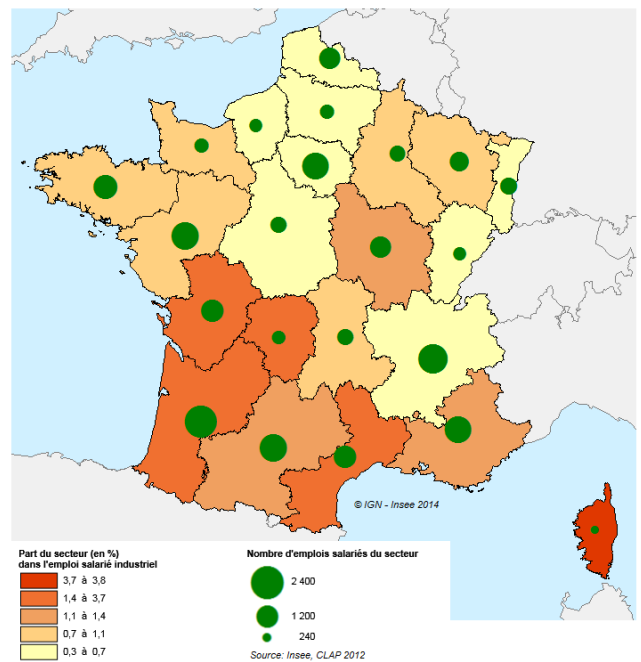 © IGN - Insee 2014
Part du secteur (en %)
dans l'emploi salarié industriel
3,7 à 3,8
1,4 à 3,7
1,1 à 1,4
0,7 à 1,1
0,3 à 0,7
Nombre d'emplois salariés du secteur
2 400
1 200
240
Source: Insee, CLAP 2012